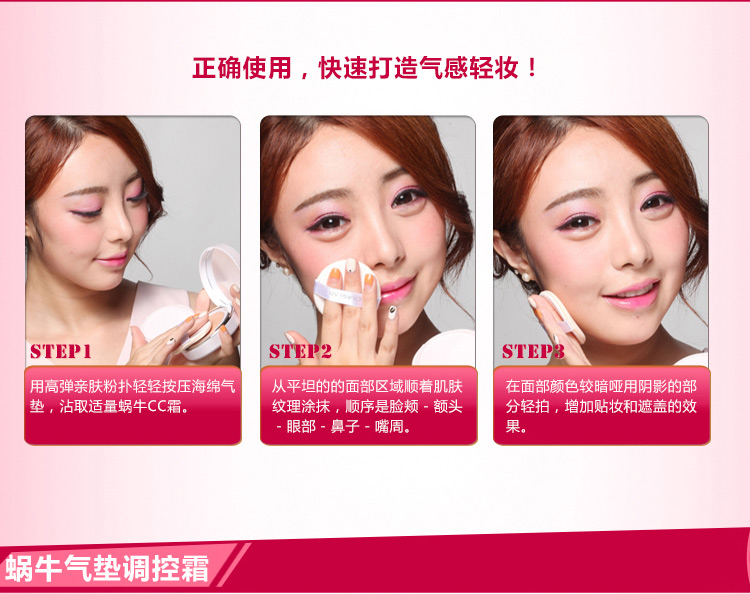 正确使用，快速打造气感轻妆！
STEP1
用高弹亲肤粉扑轻轻按压海绵气
垫，沾取适量蜗牛CC霜。
STEP2
从平坦的的面部区域顺着肌肤
纹理涂抹，顺序是脸颊 - 额头
- 眼部 - 鼻子 - 嘴周。
STEP3
在面部颜色较暗哑用阴影的部
分轻拍，增加贴妆和遮盖的效
果。
蜗牛气垫调控霜